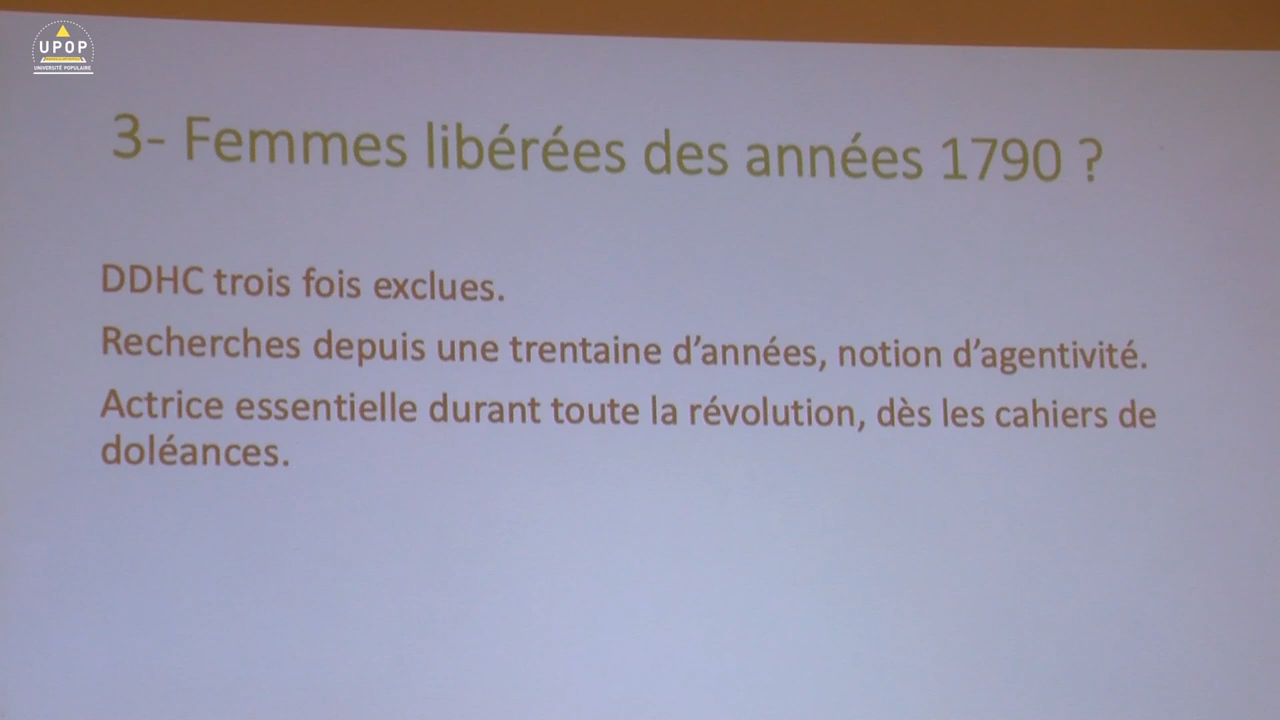 UPOP
UNIVERSITÉ POPULAIRE
3- Femmes libérées des années 1790 ?
DDHC trois fois exclues.
Recherches depuis une trentaine d’années, notion d’agentivité.
Actrice essentielle durant toute la révolution, dès les cahiers de
doléances.